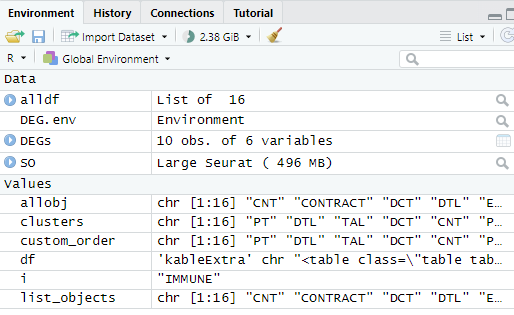 Environment History Connections Tutorial
Import Dataset 2.38 GiB List
R Global Environment
Data
alldf List of 16
DEG.env Environment
DEGs 10 obs. of 6 variables
SO Large Seurat ( 496 MB)
Values
allobj chr [1:16] "CNT" "CONTRACT" "DCT" "DTL" "E...
clusters chr [1:16] "PT" "DTL" "TAL" "DCT" "CNT" "P...
custom_order chr [1:16] "PT" "DTL" "TAL" "DCT" "CNT" "P...
df 'kableExtra' chr "<table class=\"table tab...
i "IMMUNE"
list_objects chr [1:16] "CNT" "CONTRACT" "DCT" "DTL" "E...